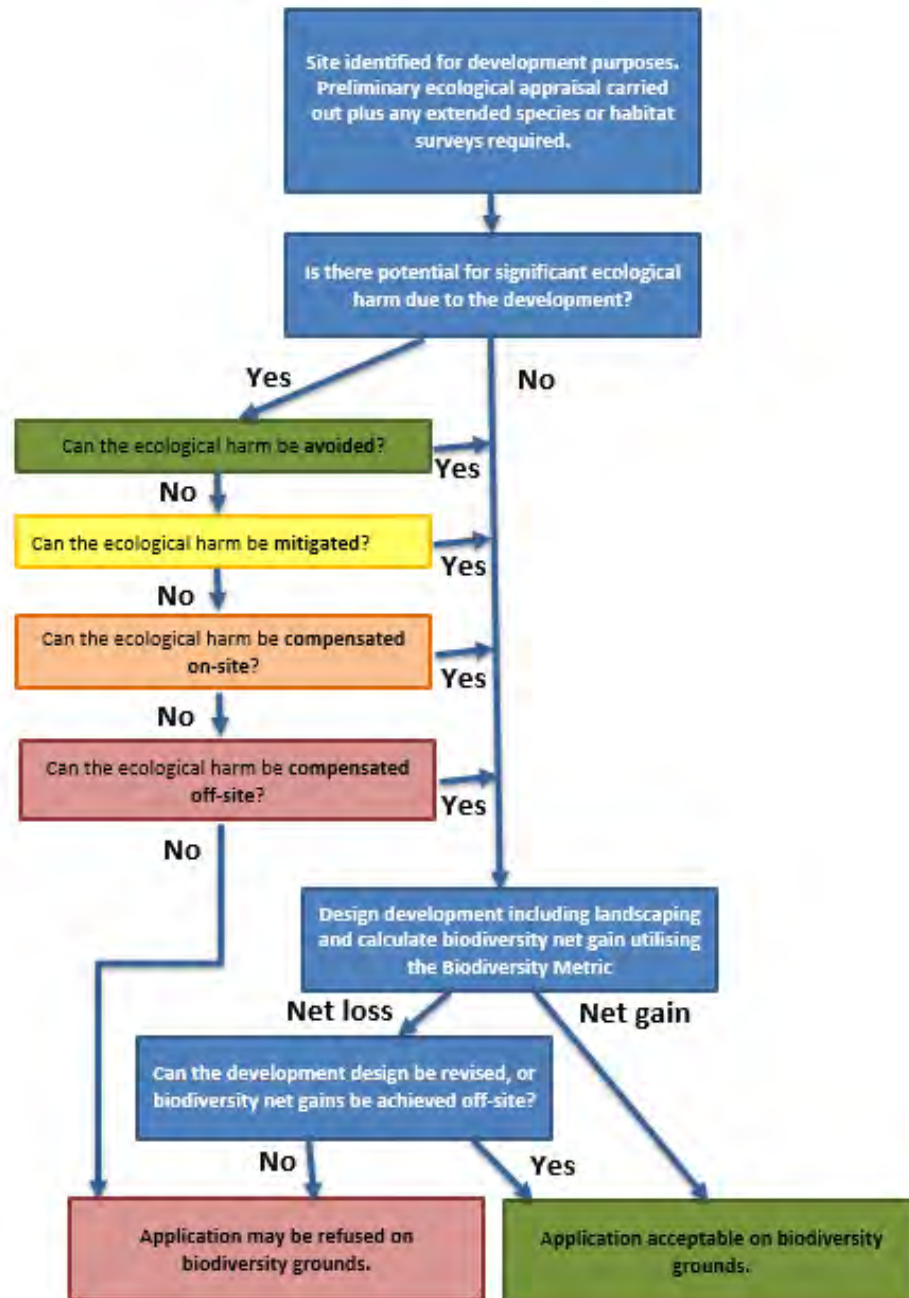 Site identified for development purposes.
Preliminary ecological appraisal carried
out plus any extended species or habitat
surveys required.
Is there potential for significant ecological
harm due to the development?
Yes
No
Can the ecological harm be avoided?
Yes
No
Can the ecological harm be mitigated?
Yes
No
Can the ecological harm be compensated
on-site?
Yes
No
Can the ecological harm be compensated
off-site?
Yes
No
Design development including landscaping
and calculate biodiversity net gain utilising
the Biodiversity Metric
Net loss
Net gain
Can the development design be revised, or
biodiversity net gains be achieved off-site?
No
Yes
Application may be refused on
biodiversity grounds.
Application acceptable on biodiversity
grounds.